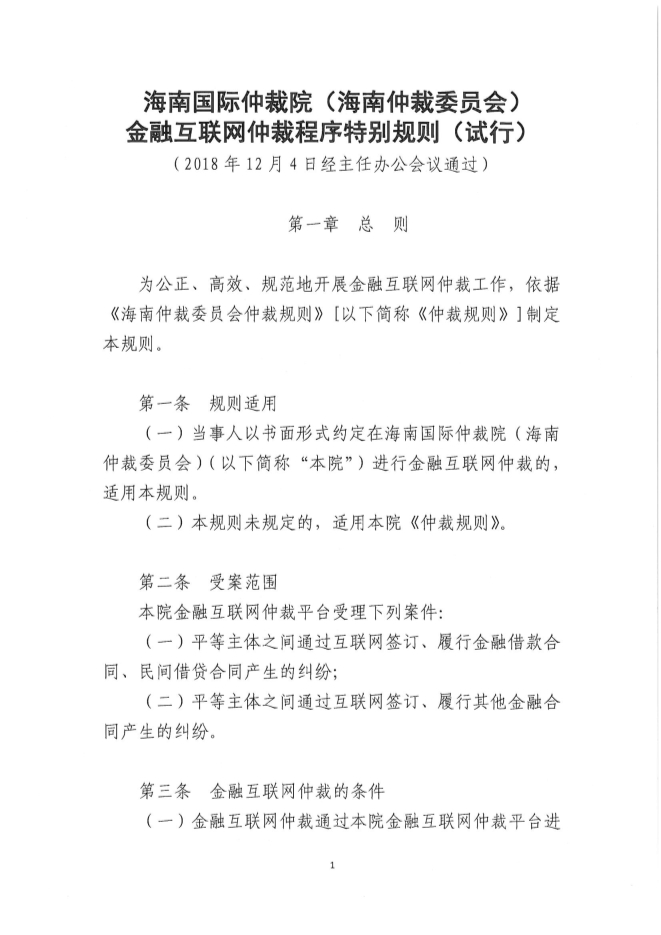 海南国际仲裁院（海南仲裁委员会）
金融互联网仲裁程序特别规则（试行）
（2018 年 12 月 4 日经主任办公会议通过）
第一章　总　则
为公正、高效、规范地开展金融互联网仲裁工作，依据
《海南仲裁委员会仲裁规则》[以下简称《仲裁规则》]制定
本规则。
第一条　规则适用
（一）当事人以书面形式约定在海南国际仲裁院（海南
仲裁委员会）（以下简称“本院”）进行金融互联网仲裁的，
适用本规则。
（二）本规则未规定的，适用本院《仲裁规则》。
第二条　受案范围
本院金融互联网仲裁平台受理下列案件：
（一）平等主体之间通过互联网签订、履行金融借款合
同、民间借贷合同产生的纠纷；
（二）平等主体之间通过互联网签订、履行其他金融合
同产生的纠纷。
第三条　金融互联网仲裁的条件
（一）金融互联网仲裁通过本院金融互联网仲裁平台进
1